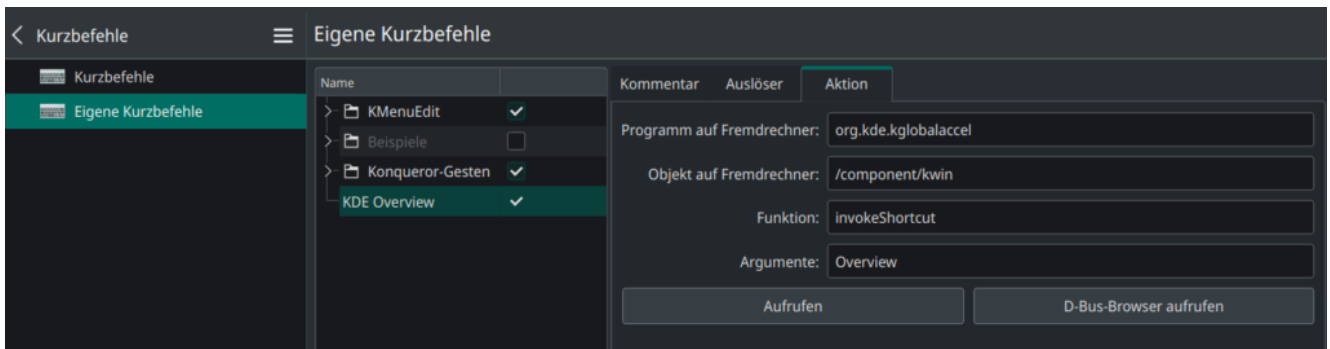 Kurzbefehle
Kurzbefehle
Eigene Kurzbefehle
Eigene Kurzbefehle
Name
KMenuEdit
Beispiele
Konqueror-Gesten
KDE Overview
Kommentar Auslöser Aktion
Programm auf Fremdrechner: org.kde.kglobalaccel
Objekt auf Fremdrechner: /component/kwin
Funktion: invokeShortcut
Argumente: Overview
Aufrufen D-Bus-Browser aufrufen